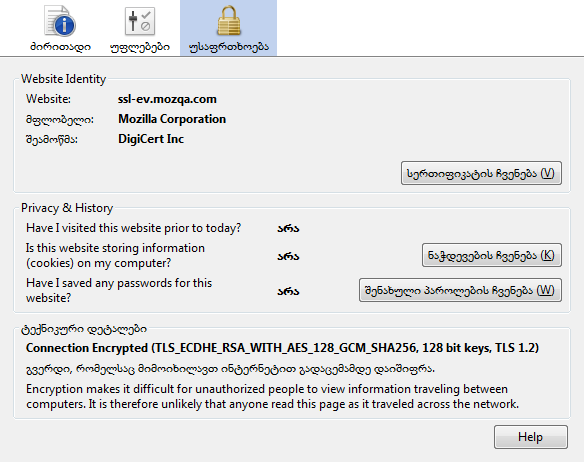 ძირითადი უფლებები უსაფრთხოება
Website Identity
Website: ssl-ev.mozqa.com
მფლობელი: Mozilla Corporation
შეამოწმა: DigiCert Inc
სერთიფიკატის ჩვენება (V)
Privacy & History
Have I visited this website prior to today? არა
Is this website storing information
(cookies) on my computer? არა ნაჭდევების ჩვენება (K)
Have I saved any passwords for this
website? არა შენახული პაროლების ჩვენება (W)
ტექნიკური დეტალები
Connection Encrypted (TLS_ECDHE_RSA_WITH_AES_128_GCM_SHA256, 128 bit keys, TLS 1.2)
გვერდი, რომელსაც მიმოიხილავთ ინტერნეტით გადაცემამდე დაიშიფრა.
Encryption makes it difficult for unauthorized people to view information traveling between
computers. It is therefore unlikely that anyone read this page as it traveled across the network.
Help